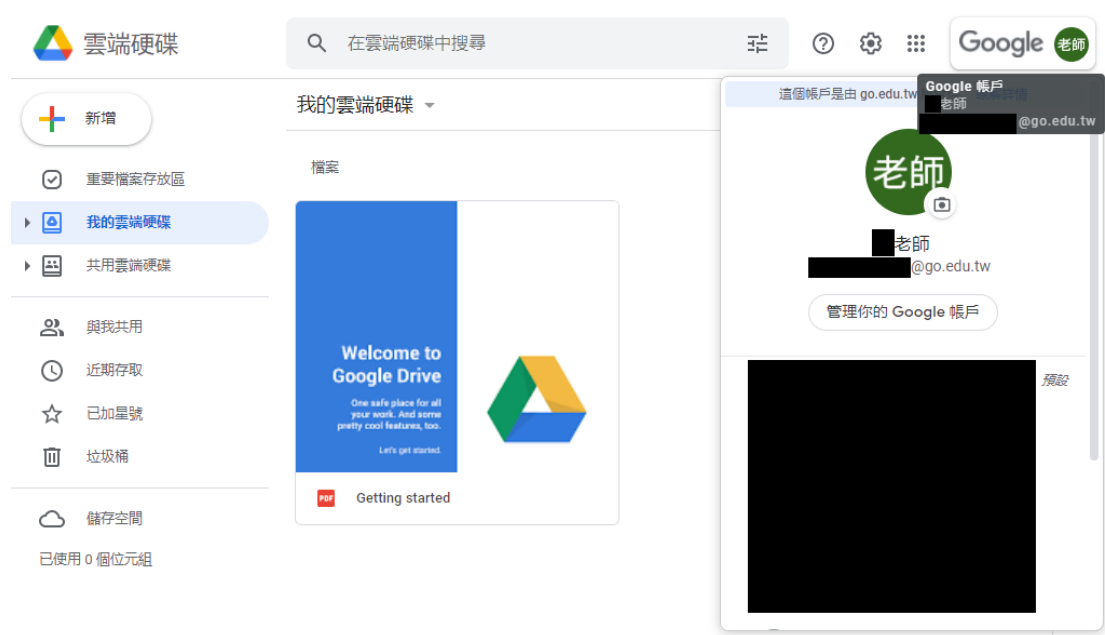 雲端硬碟
在雲端硬碟中搜尋
Google
老師
新增
重要檔案存放區
我的雲端硬碟
共用雲端硬碟
與我共用
近期存取
已加星號
垃圾桶
儲存空間
已使用 0 個位元組
我的雲端硬碟
檔案
Welcome to
Google Drive
One safe place for all
your work. And some
pretty cool features, too.
Let's get started.
PDF
Getting started
Google 帳戶
老師
@go.edu.tw
這個帳戶是由 go.edu.tw
老師
老師
@go.edu.tw
管理你的 Google 帳戶
預設